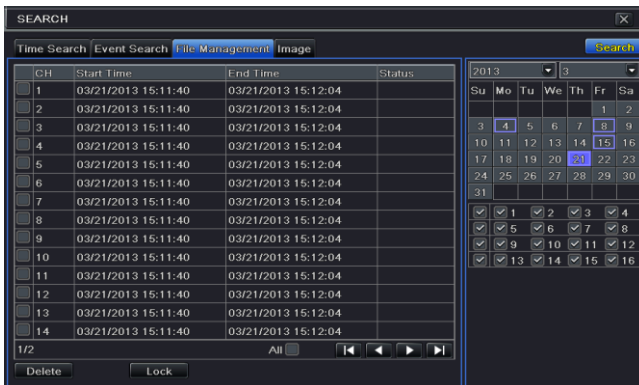 SEARCH
Time Search Event Search File Management Image Search
CH Start Time End Time Status
1 03/21/2013 15:11:40 03/21/2013 15:12:04
2 03/21/2013 15:11:40 03/21/2013 15:12:04
3 03/21/2013 15:11:40 03/21/2013 15:12:04
4 03/21/2013 15:11:40 03/21/2013 15:12:04
5 03/21/2013 15:11:40 03/21/2013 15:12:04
6 03/21/2013 15:11:40 03/21/2013 15:12:04
7 03/21/2013 15:11:40 03/21/2013 15:12:04
8 03/21/2013 15:11:40 03/21/2013 15:12:04
9 03/21/2013 15:11:40 03/21/2013 15:12:04
10 03/21/2013 15:11:40 03/21/2013 15:12:04
11 03/21/2013 15:11:40 03/21/2013 15:12:04
12 03/21/2013 15:11:40 03/21/2013 15:12:04
13 03/21/2013 15:11:40 03/21/2013 15:12:04
14 03/21/2013 15:11:40 03/21/2013 15:12:04
1/2 All
Delete Lock
2013 3
Su Mo Tu We Th Fr Sa
1 2
3 4 5 6 7 8 9
10 11 12 13 14 15 16
17 18 19 20 21 22 23
24 25 26 27 28 29 30
31
1 2 3 4
5 6 7 8
9 10 11 12
13 14 15 16